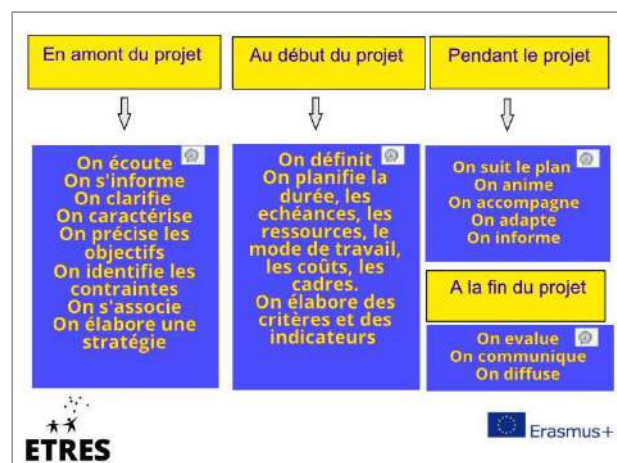 En amont du projet
On écoute
On s'informe
On clarifie
On caractérise
On précise les
objectifs
On identifie les
contraintes
On s'associe
On élabore une
stratégie
Au début du projet
On définit
On planifie la
durée, les
echéances, les
ressources, le
mode de travail,
les coûts, les
cadres.
On élabore des
critères et des
indicateurs
Pendant le projet
On suit le plan
On anime
On accompagne
On adapte
On informe
A la fin du projet
On evalue
On communique
On diffuse
ETRES
Erasmus+